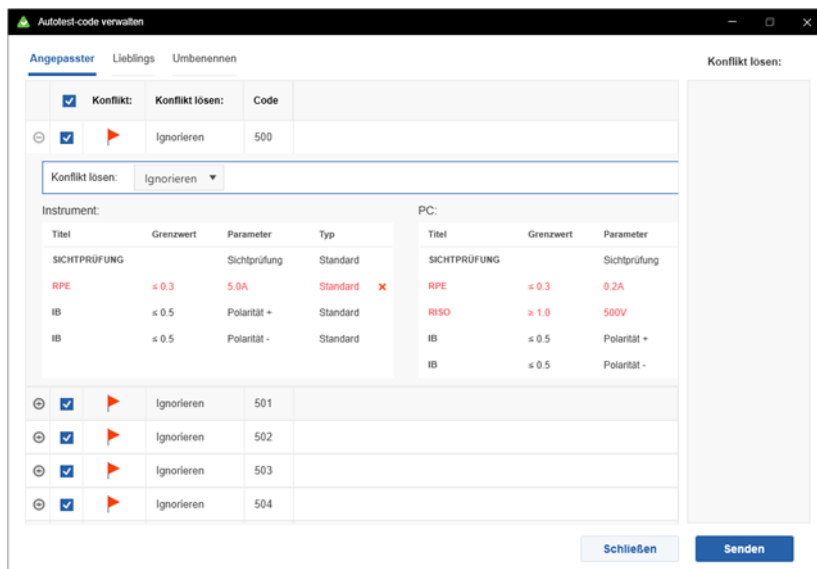 Autotest-code verwalten
Angepasster Lieblings Umbenennen
Konflikt lösen:
Konflikt: Konflikt lösen: Code
Ignorieren 500
Konflikt lösen: Ignorieren
Instrument: PC:
Titel Grenzwert Parameter Typ Titel Grenzwert Parameter
SICHTPRÜFUNG Sichtprüfung Standard SICHTPRÜFUNG Sichtprüfung
RPE ≤ 0.3 5.0A Standard RPE ≤ 0.3 0.2A
IB ≤ 0.5 Polarität + Standard RISO ≥ 1.0 500V
IB ≤ 0.5 Polarität - Standard IB ≤ 0.5 Polarität +
IB ≤ 0.5 Polarität -
Ignorieren 501
Ignorieren 502
Ignorieren 503
Ignorieren 504
Schließen Senden